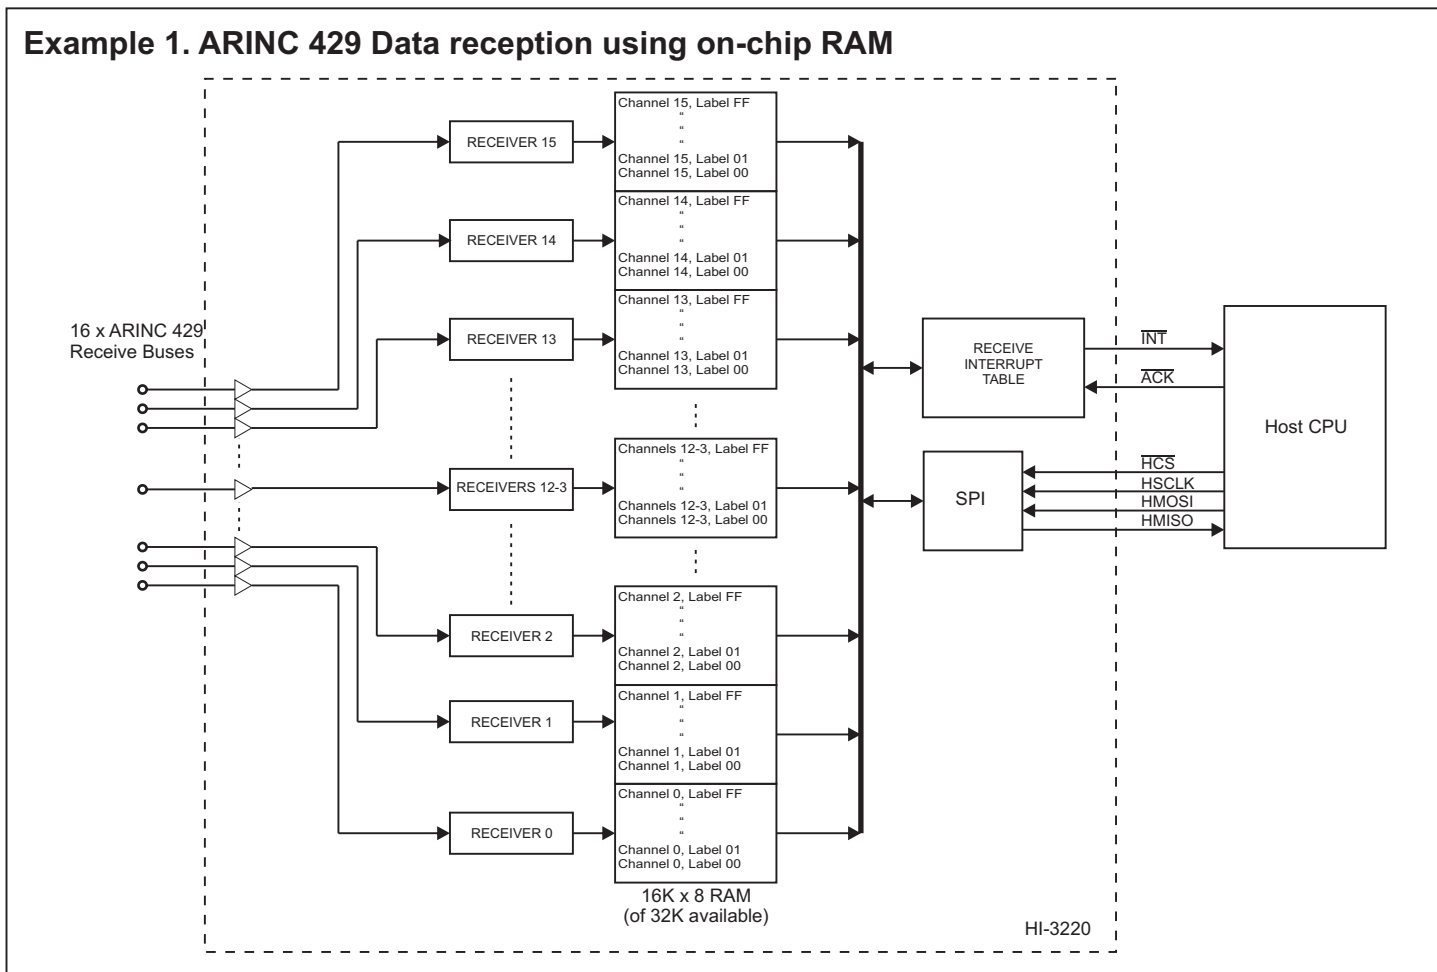 Example 1. ARINC 429 Data reception using on-chip RAM
16 x ARINC 429
Receive Buses
RECEIVER 15
RECEIVER 14
RECEIVER 13
RECEIVERS 12-3
RECEIVER 2
RECEIVER 1
RECEIVER 0
Channel 15, Label FF
“
“
“
Channel 15, Label 01
Channel 15, Label 00
Channel 14, Label FF
“
“
“
Channel 14, Label 01
Channel 14, Label 00
Channel 13, Label FF
“
“
“
Channel 13, Label 01
Channel 13, Label 00
Channels 12-3, Label FF
“
“
“
Channels 12-3, Label 01
Channels 12-3, Label 00
Channel 2, Label FF
“
“
“
Channel 2, Label 01
Channel 2, Label 00
Channel 1, Label FF
“
“
“
Channel 1, Label 01
Channel 1, Label 00
Channel 0, Label FF
“
“
“
Channel 0, Label 01
Channel 0, Label 00
16K x 8 RAM
(of 32K available)
RECEIVE
INTERRUPT
TABLE
SPI
INT
ACK
HCS
HSCLK
HMOSI
HMISO
Host CPU
HI-3220